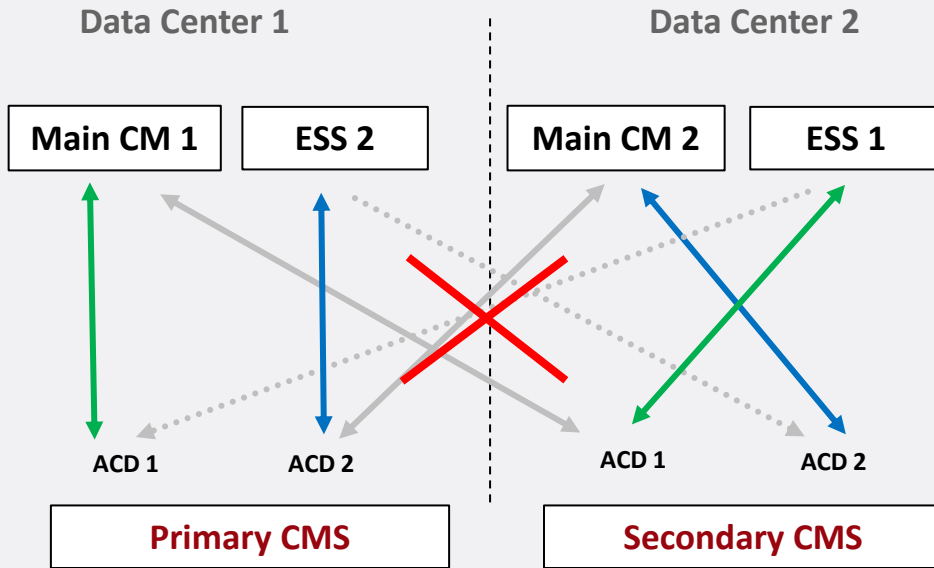 Data Center 1
Data Center 2
Main CM 1
ESS 2
Main CM 2
ESS 1
ACD 1
ACD 2
ACD 1
ACD 2
Primary CMS
Secondary CMS